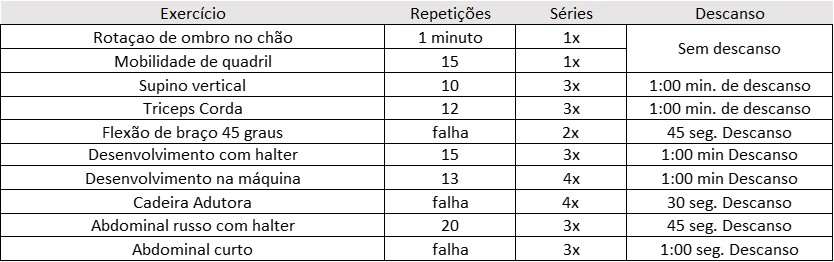 Exercício Repetições Séries Descanso
Rotaçao de ombro no chão 1 minuto 1x Sem descanso
Mobilidade de quadril 15 1x
Supino vertical 10 3x 1:00 min. de descanso
Triceps Corda 12 3x 1:00 min. de descanso
Flexão de braço 45 graus falha 2x 45 seg. Descanso
Desenvolvimento com halter 15 3x 1:00 min Descanso
Desenvolvimento na máquina 13 4x 1:00 min Descanso
Cadeira Adutora falha 4x 30 seg. Descanso
Abdominal russo com halter 20 3x 45 seg. Descanso
Abdominal curto falha 3x 1:00 seg. Descanso